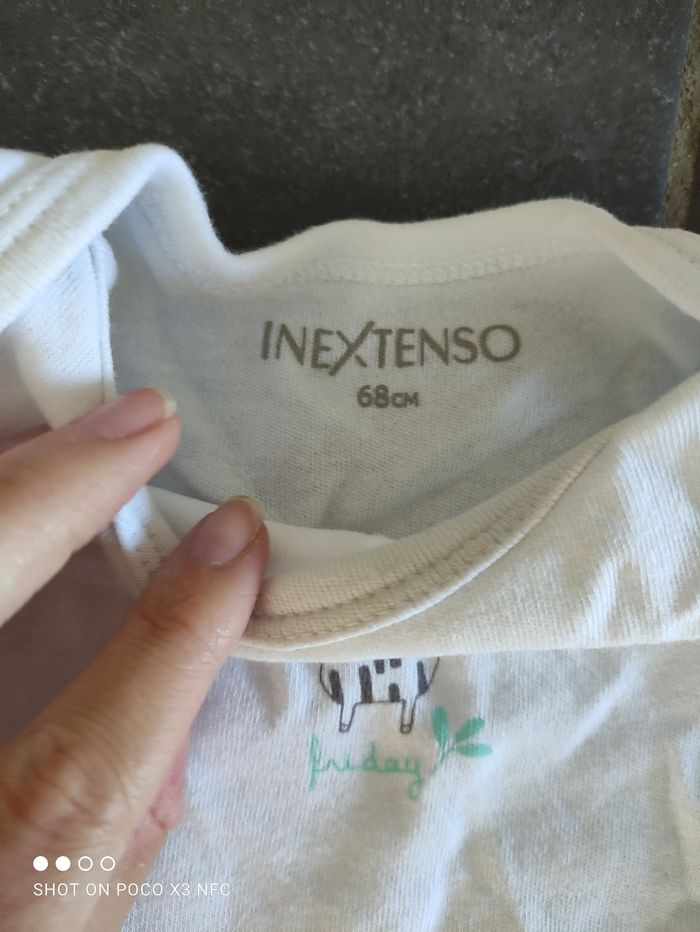 INEXTENSO
68CM
friday
SHOT ON POCO X3 NFC